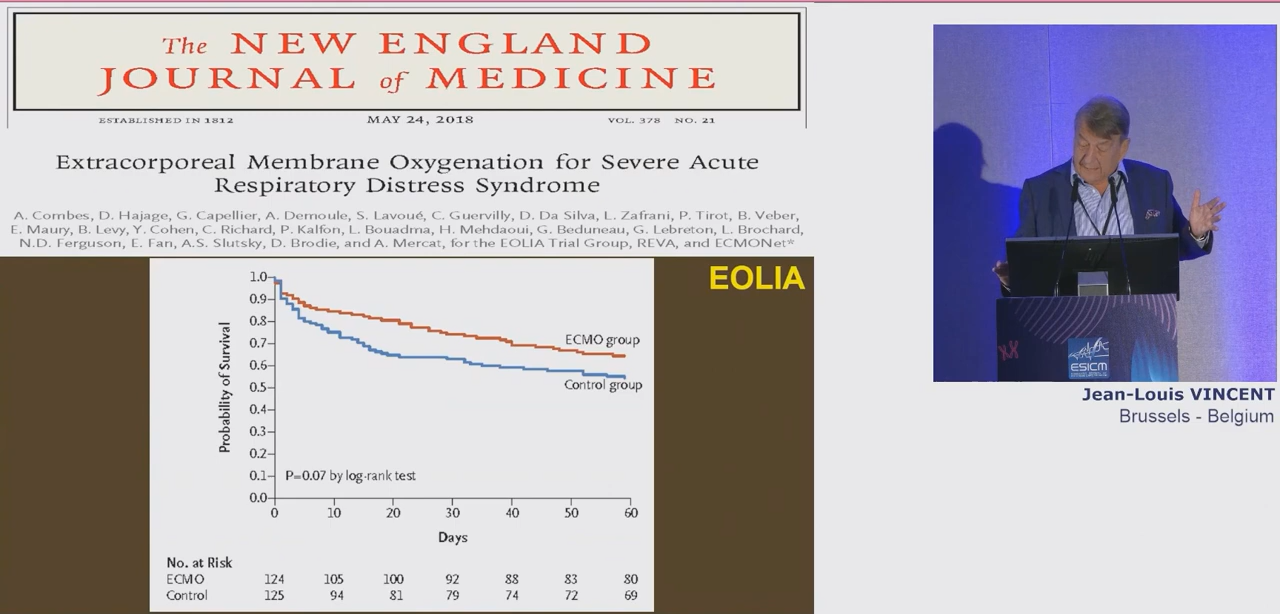 The NEW ENGLAND
JOURNAL of MEDICINE
ESTABLISHED IN 1812
MAY 24, 2018
VOL. 378 NO. 21
Extracorporeal Membrane Oxygenation for Severe Acute
Respiratory Distress Syndrome
A. Combes, D. Hajage, G. Capellier, A. Demoule, S. Lavoué, C. Guervilly, D. Da Silva, L. Zafrani, P. Tirot, B. Veber,
E. Maury, B. Levy, Y. Cohen, C. Richard, P. Kalfon, L. Bouadma, H. Mehdaoui, G. Beduneau, G. Lebreton, L. Brochard,
N.D. Ferguson, E. Fan, A.S. Slutsky, D. Brodie, and A. Mercat, for the EOLIA Trial Group, REVA, and ECMONet*
EOLIA
Probability of Survival
1.0
0.9
0.8
0.7
0.6
0.5
0.4
0.3
0.2
0.1
0.0
ECMO group
Control group
P=0.07 by log-rank test
0 10 20 30 40 50 60
Days
No. at Risk
ECMO 124 105 100 92 88 83 80
Control 125 94 81 79 74 72 69
ESICM
Jean-Louis VINCENT
Brussels - Belgium